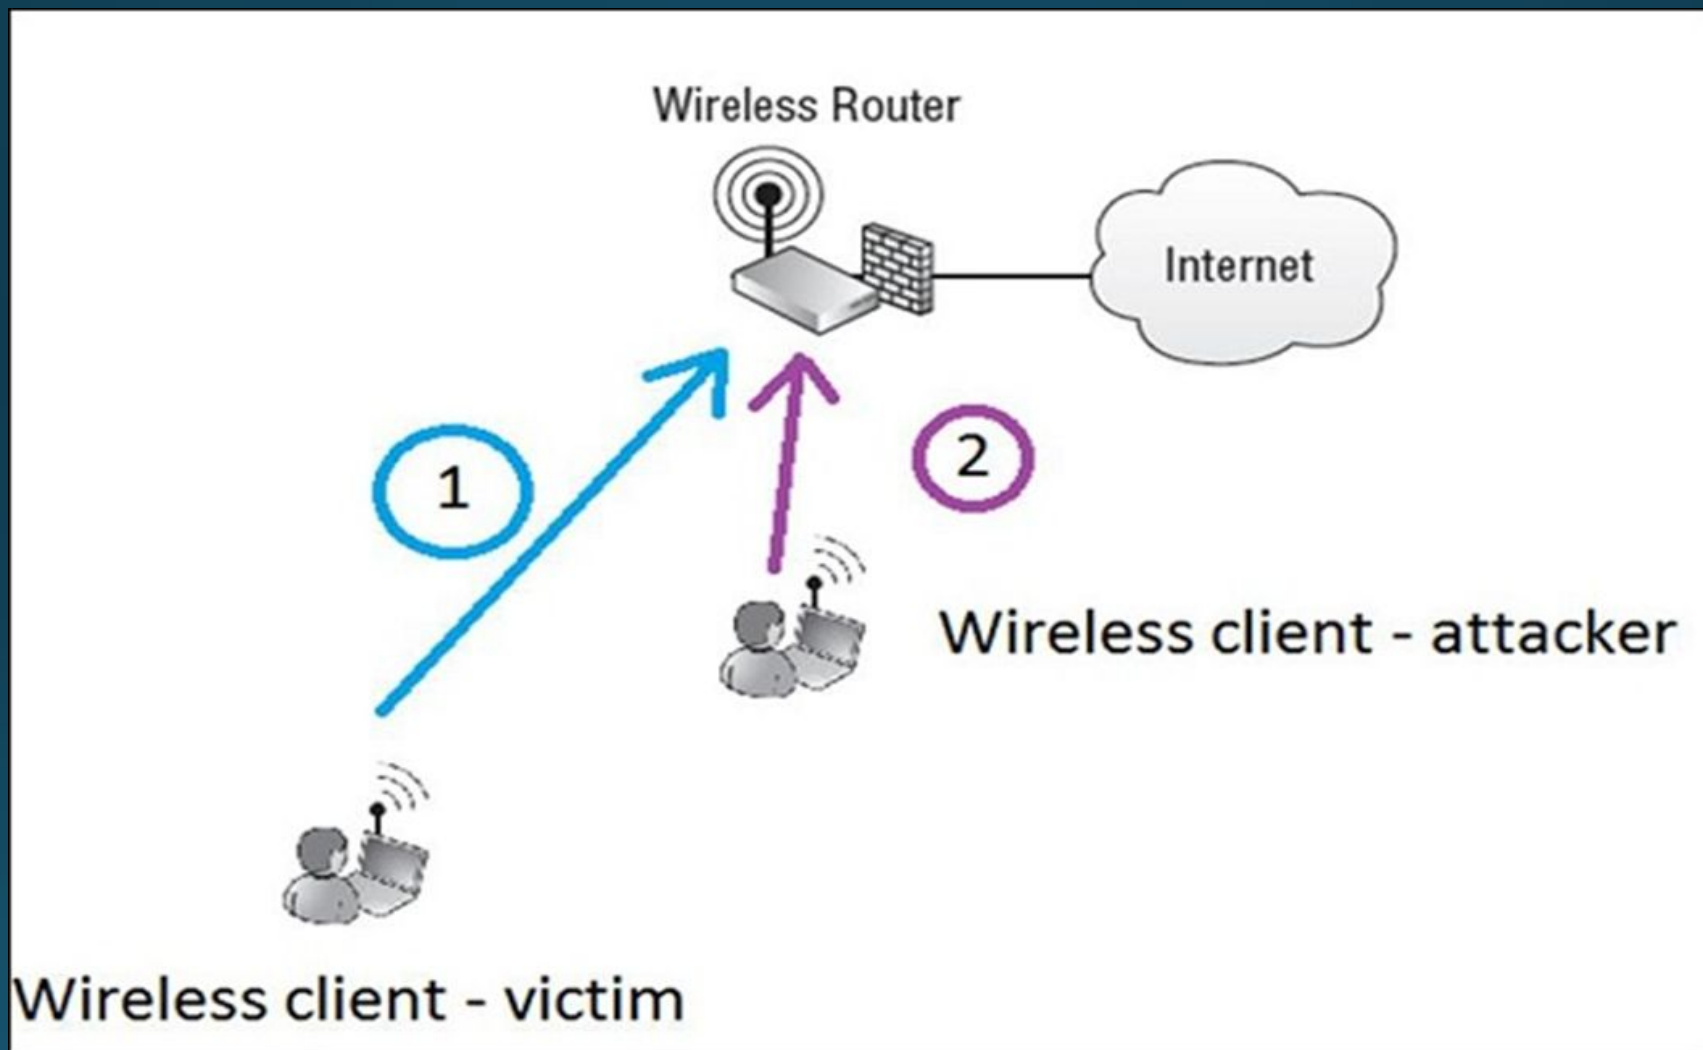 Wireless Router
Internet
1
2
Wireless client - attacker
Wireless client - victim